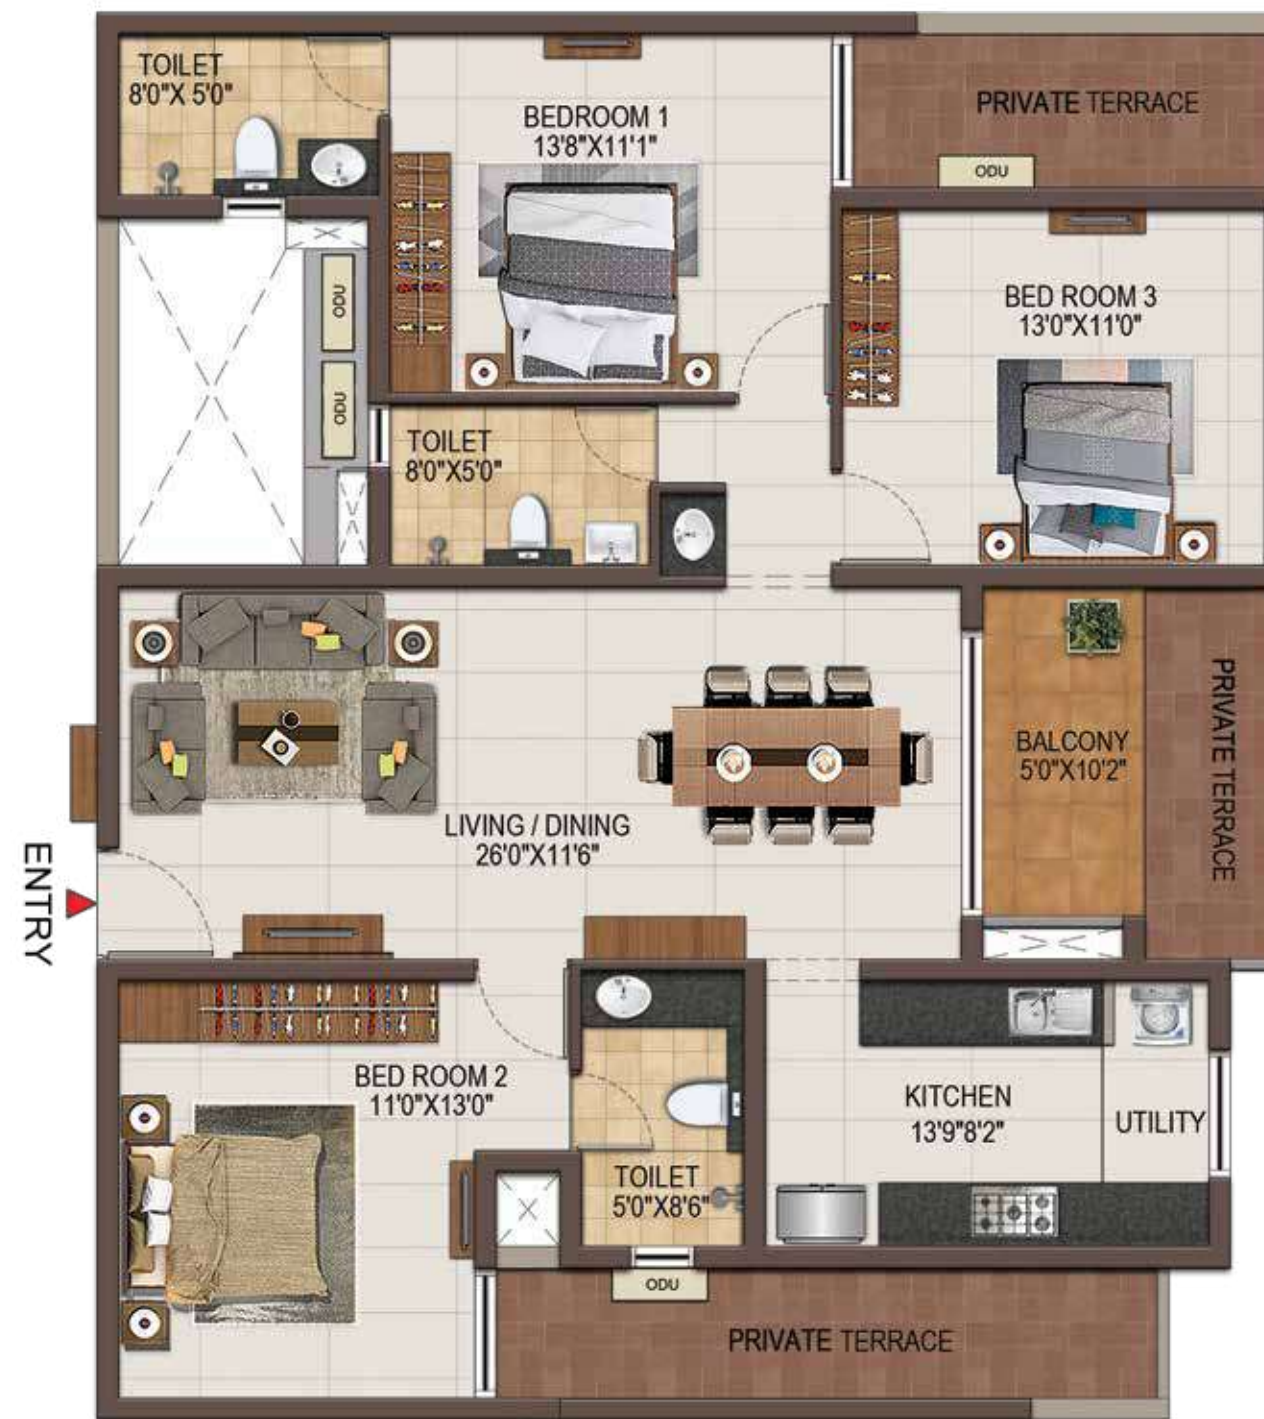 TOILET
8'0"X 5'0"
BEDROOM 1
13'8"X11'1"
PRIVATE TERRACE
ODU
ODU
ODU
BED ROOM 3
13'0"X11'0"
TOILET
8'0"X5'0"
LIVING / DINING
26'0"X11'6"
BALCONY
5'0"X10'2"
PRIVATE TERRACE
ENTRY
BED ROOM 2
11'0"X13'0"
TOILET
5'0"X8'6"
KITCHEN
13'9"8'2"
UTILITY
ODU
PRIVATE TERRACE